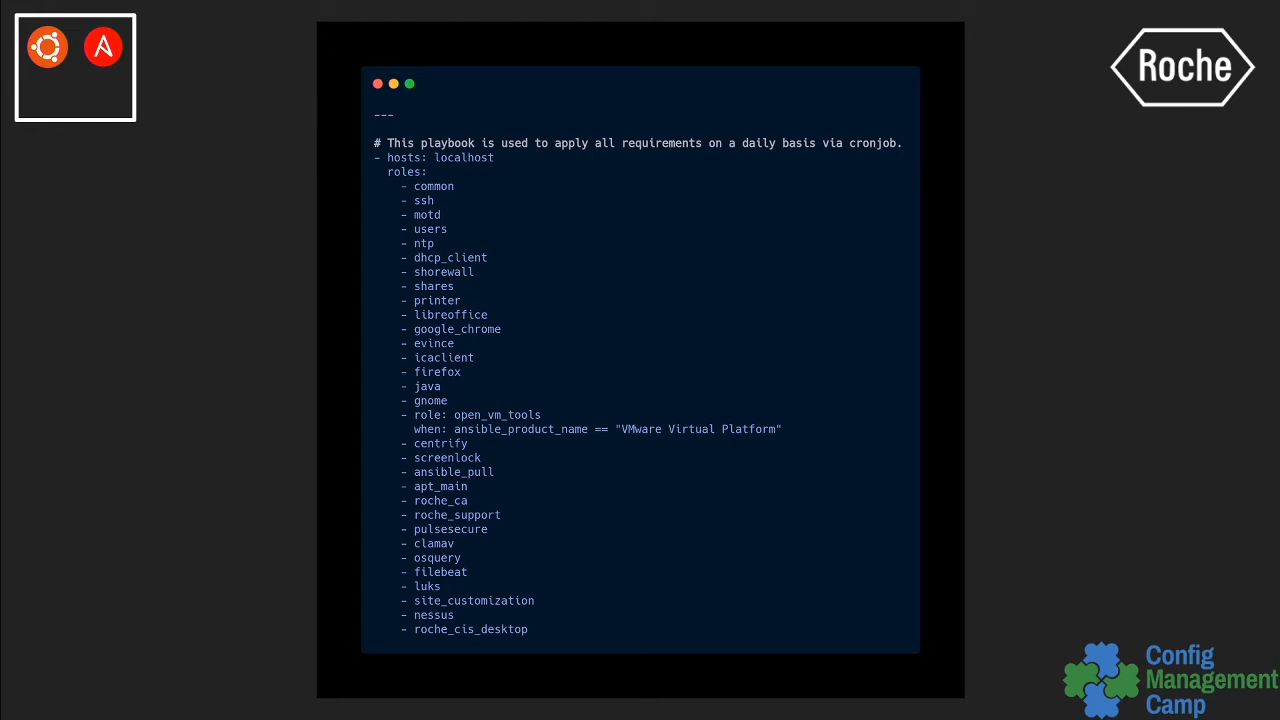 Roche
---
# This playbook is used to apply all requirements on a daily basis via cronjob.
- hosts: localhost
roles:
- common
- ssh
- motd
- users
- ntp
- dhcp_client
- shorewall
- shares
- printer
- libreoffice
- google_chrome
- evince
- icaclient
- firefox
- java
- gnome
- role: open_vm_tools
when: ansible_product_name == "VMware Virtual Platform"
- centrify
- screenlock
- ansible_pull
- apt_main
- roche_ca
- roche_support
- pulsesecure
- clamav
- osquery
- filebeat
- luks
- site_customization
- nessus
- roche_cis_desktop
Config
Management
Camp